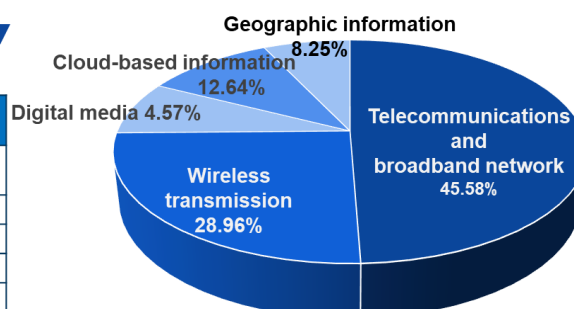 Geographic information
8.25%
Cloud-based information
12.64%
Digital media 4.57%
Telecommunications
and
broadband network
45.58%
Wireless
transmission
28.96%